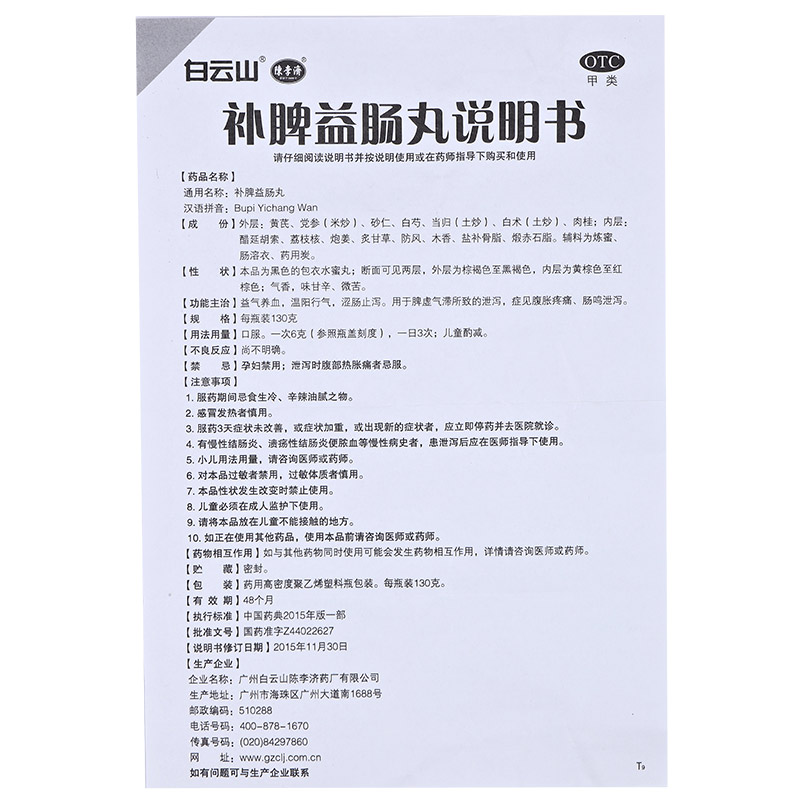 白云山® 陳李濟®
OTC
甲类
补脾益肠丸说明书
请仔细阅读说明书并按说明使用或在药师指导下购买和使用
【药品名称】
通用名称：补脾益肠丸
汉语拼音：Bupi Yichang Wan
【成 份】外层：黄芪、党参（米炒）、砂仁、白芍、当归（土炒）、白术（土炒）、肉桂；内层：
醋延胡索、荔枝核、炮姜、炙甘草、防风、木香、盐补骨脂、煅赤石脂。辅料为炼蜜、
肠溶衣、药用炭。
【性 状】本品为黑色的包衣水蜜丸；断面可见两层，外层为棕褐色至黑褐色，内层为黄棕色至红
棕色；气香，味甘辛、微苦。
【功能主治】益气养血，温阳行气，涩肠止泻。用于脾虚气滞所致的泄泻，症见腹胀疼痛、肠鸣泄泻。
【规 格】每瓶装130克
【用法用量】口服。一次6克（参照瓶盖刻度），一日3次；儿童酌减。
【不良反应】尚不明确。
【禁 忌】孕妇禁用；泄泻时腹部热胀痛者忌服。
【注意事项】
1. 服药期间忌食生冷、辛辣油腻之物。
2. 感冒发热者慎用。
3. 服药3天症状未改善，或症状加重，或出现新的症状者，应立即停药并去医院就诊。
4. 有慢性结肠炎、溃疡性结肠炎便脓血等慢性病史者，患泄泻后应在医师指导下使用。
5. 小儿用法用量，请咨询医师或药师。
6. 对本品过敏者禁用，过敏体质者慎用。
7. 本品性状发生改变时禁止使用。
8. 儿童必须在成人监护下使用。
9. 请将本品放在儿童不能接触的地方。
10. 如正在使用其他药品，使用本品前请咨询医师或药师。
【药物相互作用】如与其他药物同时使用可能会发生药物相互作用，详情请咨询医师或药师。
【贮 藏】密封。
【包 装】药用高密度聚乙烯塑料瓶包装。每瓶装130克。
【有 效 期】48个月
【执行标准】中国药典2015年版一部
【批准文号】国药准字Z44022627
【说明书修订日期】2015年11月30日
【生产企业】
企业名称：广州白云山陈李济药厂有限公司
生产地址：广州市海珠区广州大道南1688号
邮政编码：510288
电话号码：400-878-1670
传真号码：(020)84297860
网 址：www.gzclj.com.cn
如有问题可与生产企业联系
T9